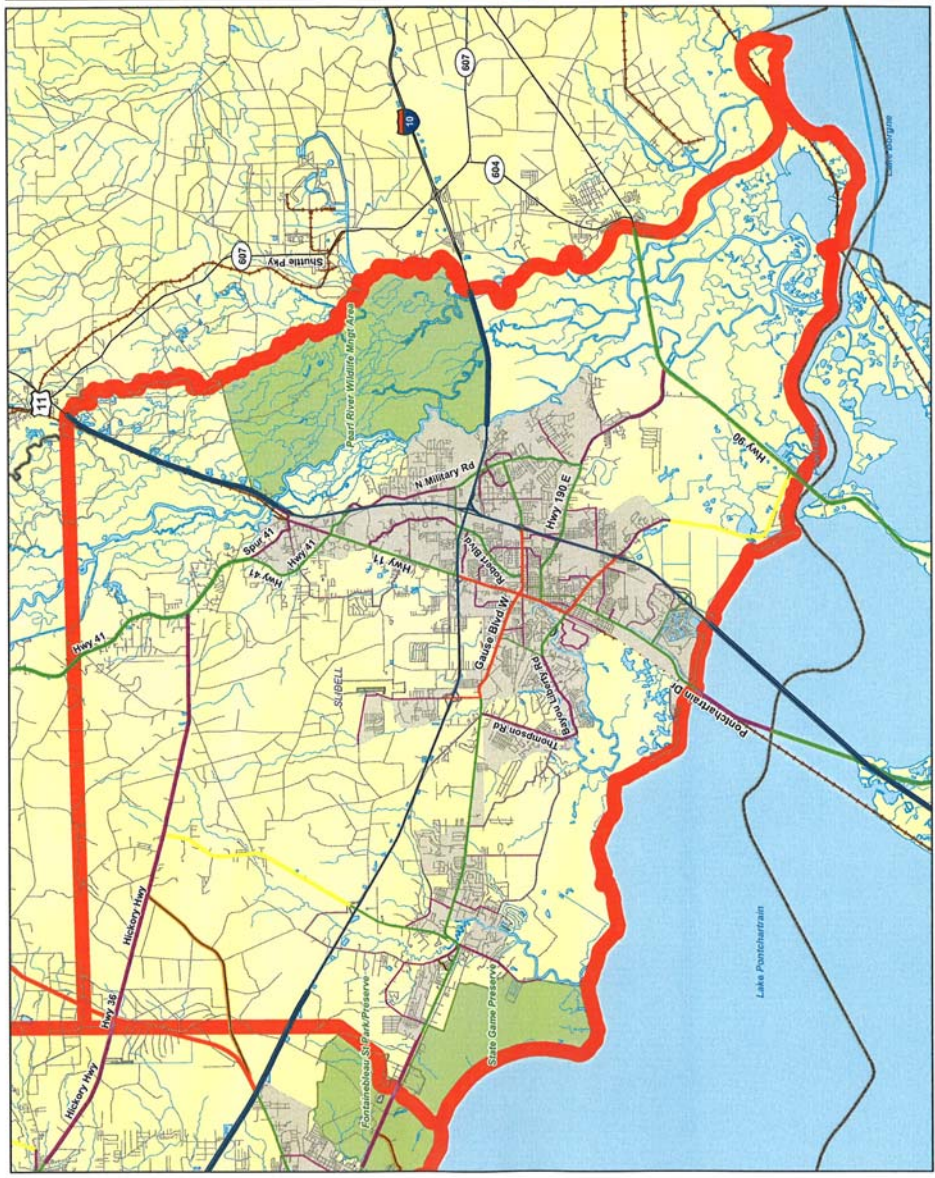 607
10
604
607
Shuttle Pky
Lake Borgne
11
Pearl River Wildlife Mngt Area
N Military Rd
Hwy 90
Hwy 190 E
Spur 41
Hwy 41
Hwy 41
Hwy 11
Robert Blvd
Hwy 41
Gause Blvd W
SLIDELL
Bayou Liberty Rd
Thompson Rd
Pontchartrain Dr
Hickory Hwy
Lake Pontchartrain
Hwy 36
State Game Preserve
Fontainebleau St Park/Preserve
Hickory Hwy